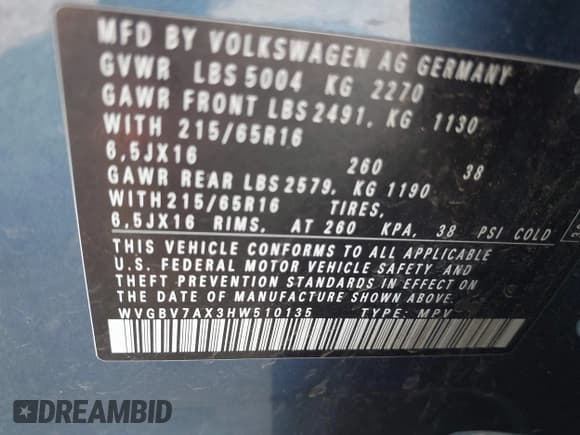 MFD BY VOLKSWAGEN AG GERMANY
GVWR LBS 5004 KG 2270
GAWR FRONT LBS 2491, KG 1130
WITH 215/65R16
6,5JX16 260 38
GAWR REAR LBS 2579, KG 1190
WITH 215/65R16 TIRES,
6,5JX16 RIMS, AT 260 KPA, 38 PSI COLD
THIS VEHICLE CONFORMS TO ALL APPLICABLE
U.S. FEDERAL MOTOR VEHICLE SAFETY AND
THEFT PREVENTION STANDARDS IN EFFECT ON
THE DATE OF MANUFACTURE SHOWN ABOVE.
WVGBV7AX3HW510135 TYPE: MPV
DREAMBID